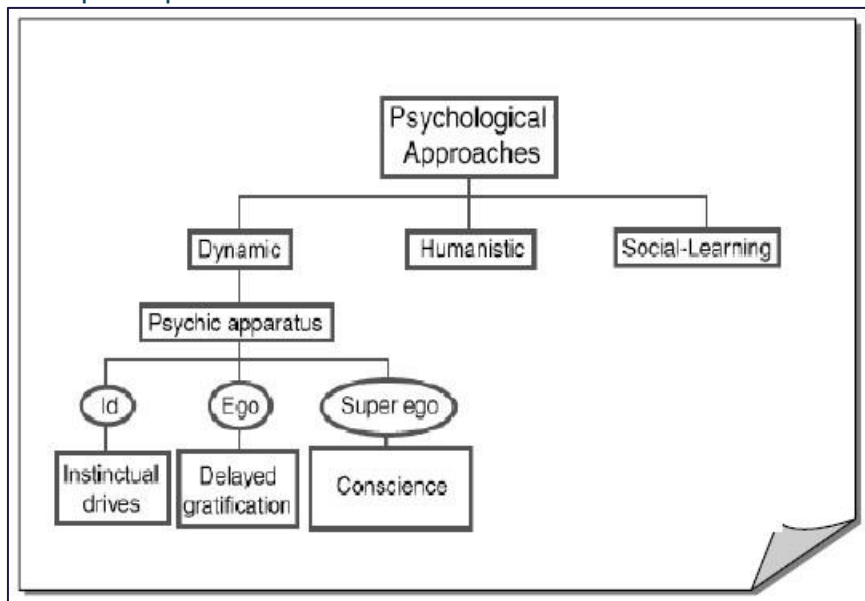 Psychological
Approaches
Dynamic
Humanistic
Social-Learning
Psychic apparatus
Id
Ego
Super ego
Instinctual
drives
Delayed
gratification
Conscience